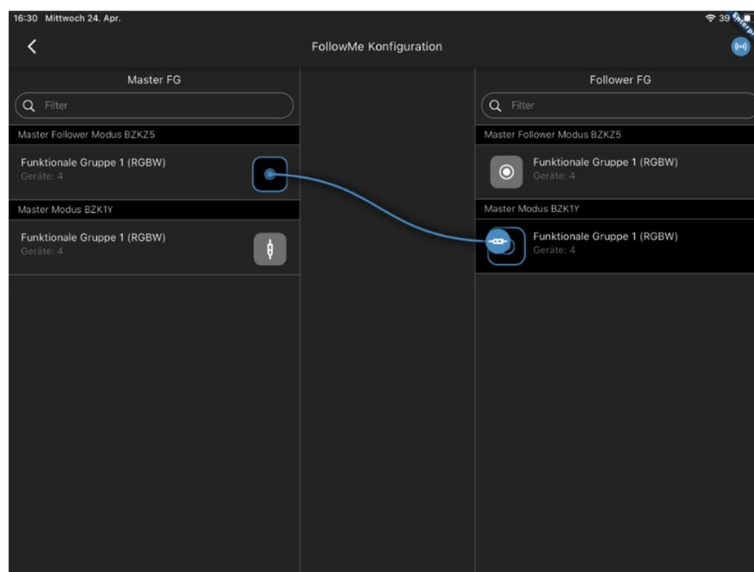 16:30 Mittwoch 24. Apr.
39
FollowMe Konfiguration
Master FG
Filter
Master Follower Modus BZKZ5
Funktionale Gruppe 1 (RGBW)
Geräte: 4
Master Modus BZK1Y
Funktionale Gruppe 1 (RGBW)
Geräte: 4
Follower FG
Filter
Master Follower Modus BZKZ5
Funktionale Gruppe 1 (RGBW)
Geräte: 4
Master Modus BZK1Y
Funktionale Gruppe 1 (RGBW)
Geräte: 4